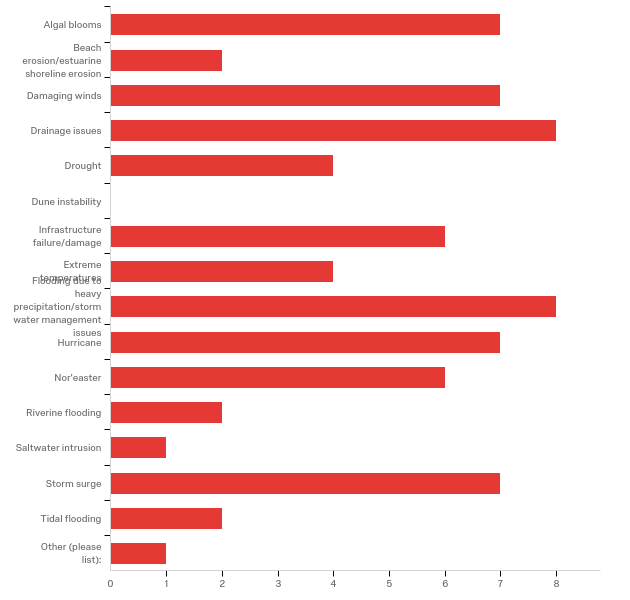 Algal blooms
Beach
erosion/estuarine
shoreline erosion
Damaging winds
Drainage issues
Drought
Dune instability
Infrastructure
failure/damage
Extreme
temperatures
Flooding due to
heavy
precipitation/storm
water management
issues
Hurricane
Nor'easter
Riverine flooding
Saltwater intrusion
Storm surge
Tidal flooding
Other (please
list):
0 1 2 3 4 5 6 7 8